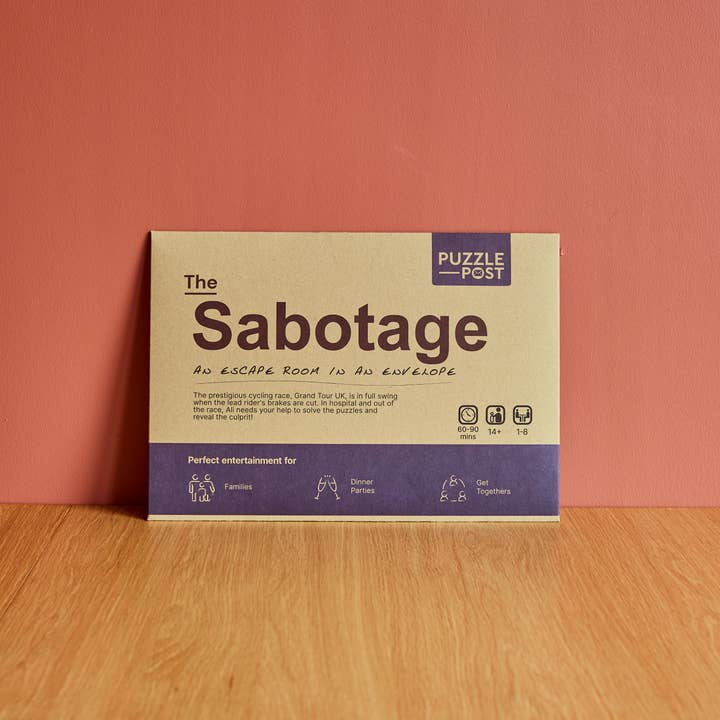 PUZZLE
POST
The
Sabotage
AN ESCAPE ROOM IN AN ENVELOPE
The prestigious cycling race, Grand Tour UK, is in full swing
when the lead rider's brakes are cut. In hospital and out of
the race, Ali needs your help to solve the puzzles and
reveal the culprit!
60-90
mins
14+
1-8
Perfect entertainment for
Families
Dinner
Parties
Get
Togethers